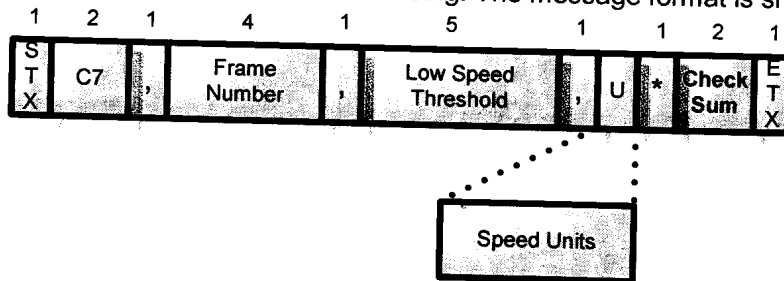 The Message format is s
1 2 1 4 1 5 1 1 2 1
STX C7 , Frame Number , Low Speed Threshold , U * Check Sum ETX
Speed Units